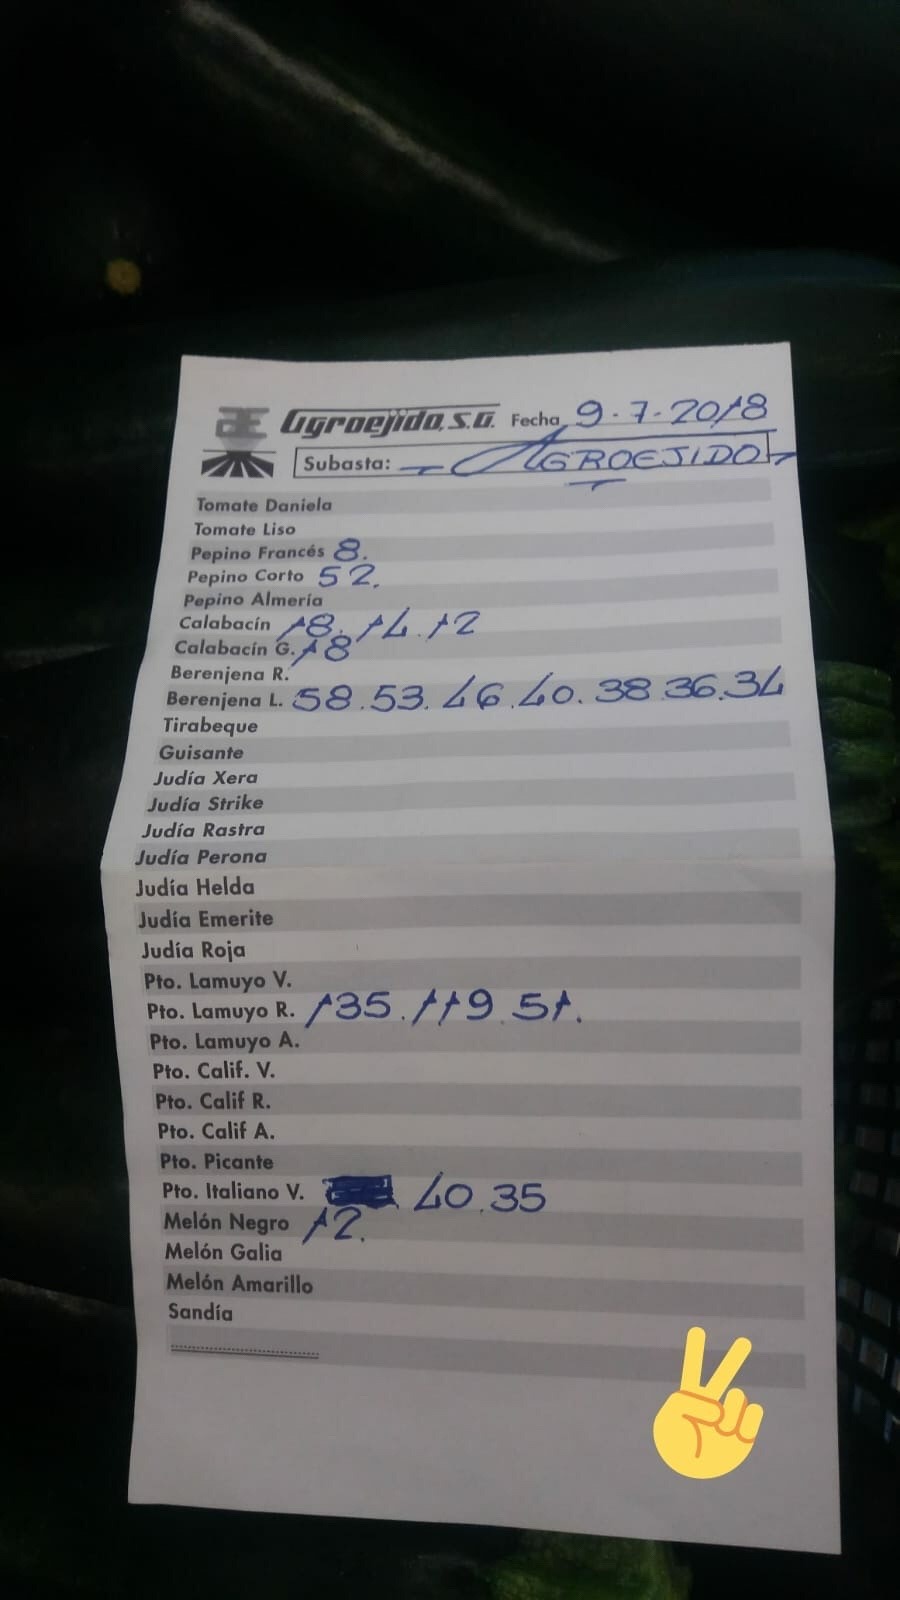 Agroejido, S.A. Fecha 9-7-2018
Subasta: AGROEJIDO
Tomate Daniela
Tomate Liso
Pepino Francés 8.
Pepino Corto 52.
Pepino Almería
Calabacín 18. 14. 12
Calabacín G. 18
Berenjena R.
Berenjena L. 58. 53. 46. 40. 38 36. 34
Tirabeque
Guisante
Judía Xera
Judía Strike
Judía Rastra
Judía Perona
Judía Helda
Judía Emerite
Judía Roja
Pto. Lamuyo V.
Pto. Lamuyo R. 135. 119. 51.
Pto. Lamuyo A.
Pto. Calif. V.
Pto. Calif R.
Pto. Calif A.
Pto. Picante
Pto. Italiano V. 40. 35
Melón Negro 12.
Melón Galia
Melón Amarillo
Sandía